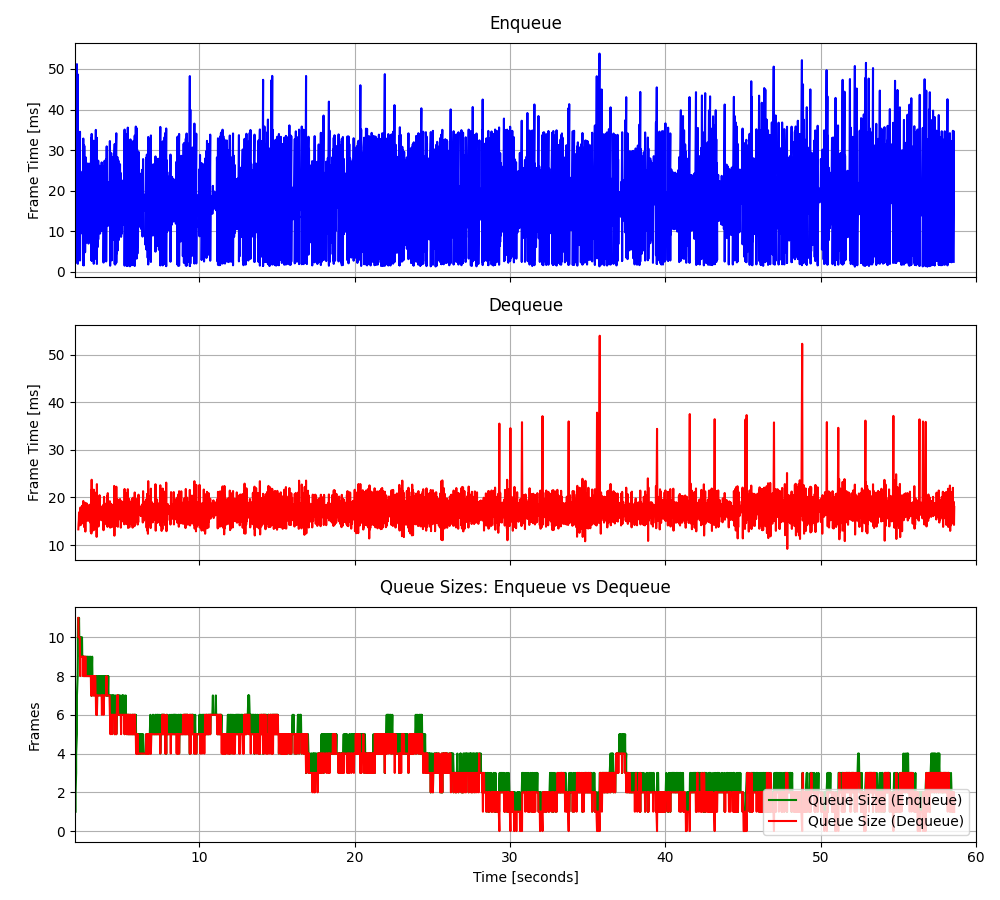 Enqueue
Frame Time [ms]
50
40
30
20
10
0
Dequeue
Frame Time [ms]
50
40
30
20
10
Queue Sizes: Enqueue vs Dequeue
Frames
10
8
6
4
2
0
Queue Size (Enqueue)
Queue Size (Dequeue)
10 20 30 40 50 60
Time [seconds]